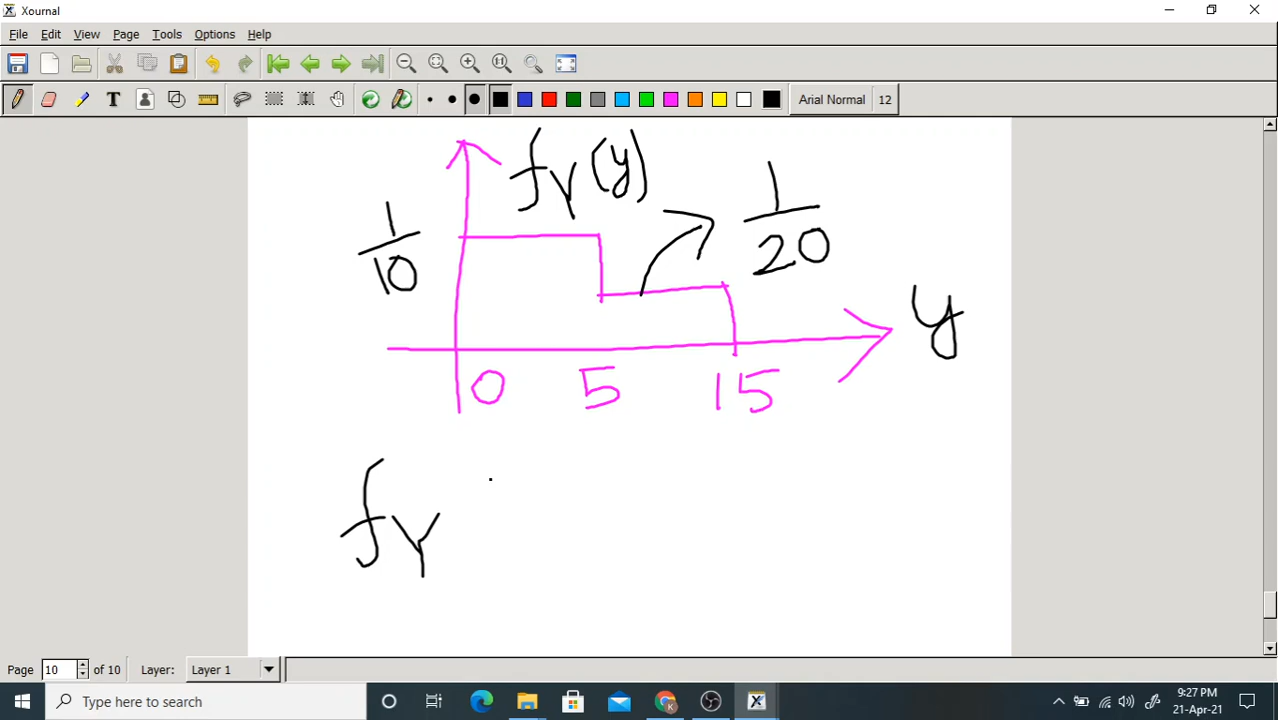 Xournal
File Edit View Page Tools Options Help
Arial Normal 12
fY(y)
1/10
1/20
y
0 5 15
fY
Page 10 of 10 Layer: Layer 1
Type here to search
9:27 PM
21-Apr-21